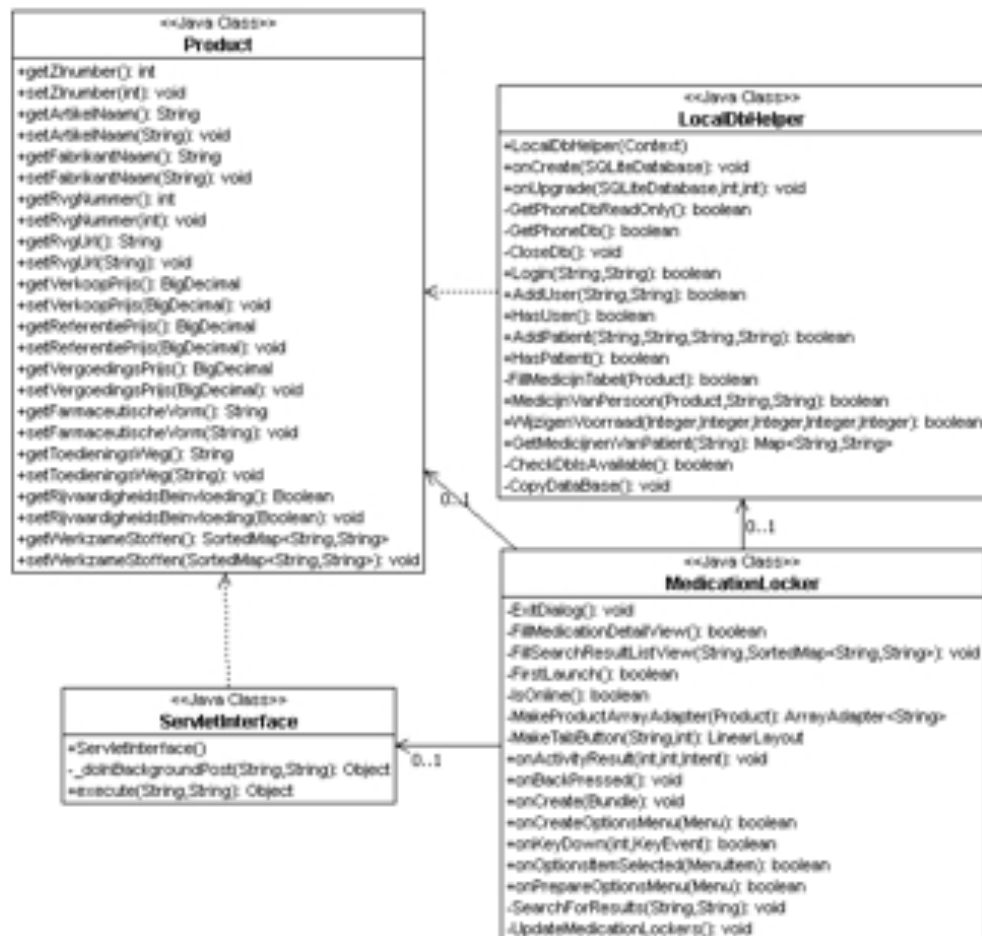 <<Java Class>>
Product
+getZInumber(): int
+setZInumber(int): void
+getArtikelNaam(): String
+setArtikelNaam(String): void
+getFabrikantNaam(): String
+setFabrikantNaam(String): void
+getRvgNummer(): int
+setRvgNummer(int): void
+getRvgUrl(): String
+setRvgUrl(String): void
+getVerkoopPrijs(): BigDecimal
+setVerkoopPrijs(BigDecimal): void
+getReferentiePrijs(): BigDecimal
+setReferentiePrijs(BigDecimal): void
+getVergoedingsPrijs(): BigDecimal
+setVergoedingsPrijs(BigDecimal): void
+getFarmaceutischeVorm(): String
+setFarmaceutischeVorm(String): void
+getToedieningsWeg(): String
+setToedieningsWeg(String): void
+getRijvaardigheidsBeinvloeding(): Boolean
+setRijvaardigheidsBeinvloeding(Boolean): void
+getWerkzameStoffen(): SortedMap<String,String>
+setWerkzameStoffen(SortedMap<String,String>): void
<<Java Class>>
LocalDbHelper
+LocalDbHelper(Context)
+onCreate(SQLiteDatabase): void
+onUpgrade(SQLiteDatabase,int,int): void
-GetPhoneDbReadOnly(): boolean
-GetPhoneDb(): boolean
-CloseDb(): void
+Login(String,String): boolean
+AddUser(String,String): boolean
+HasUser(): boolean
+AddPatient(String,String,String,String): boolean
+HasPatient(): boolean
-FillMedicijnTabel(Product): boolean
+MedicijnVanPersoon(Product,String,String): boolean
+WijzigenVoorraad(Integer,Integer,Integer,Integer,Integer): boolean
+GetMedicijnenVanPatient(String): Map<String,String>
-CheckDbIsAvailable(): boolean
-CopyDataBase(): void
0..1
0..1
<<Java Class>>
MedicationLocker
-ExitDialog(): void
-FillMedicationDetailView(): boolean
-FillSearchResultListView(String,SortedMap<String,String>): void
-FirstLaunch(): boolean
-IsOnline(): boolean
-MakeProductArrayAdapter(Product): ArrayAdapter<String>
-MakeTabButton(String,int): LinearLayout
+onActivityResult(int,int,Intent): void
+onBackPressed(): void
+onCreate(Bundle): void
+onCreateOptionsMenu(Menu): boolean
+onKeyDown(int,KeyEvent): boolean
+onOptionsItemSelected(MenuItem): boolean
+onPrepareOptionsMenu(Menu): boolean
-SearchForResults(String,String): void
-UpdateMedicationLockers(): void
<<Java Class>>
ServletInterface
+ServletInterface()
-_doInBackgroundPost(String,String): Object
+execute(String,String): Object
0..1